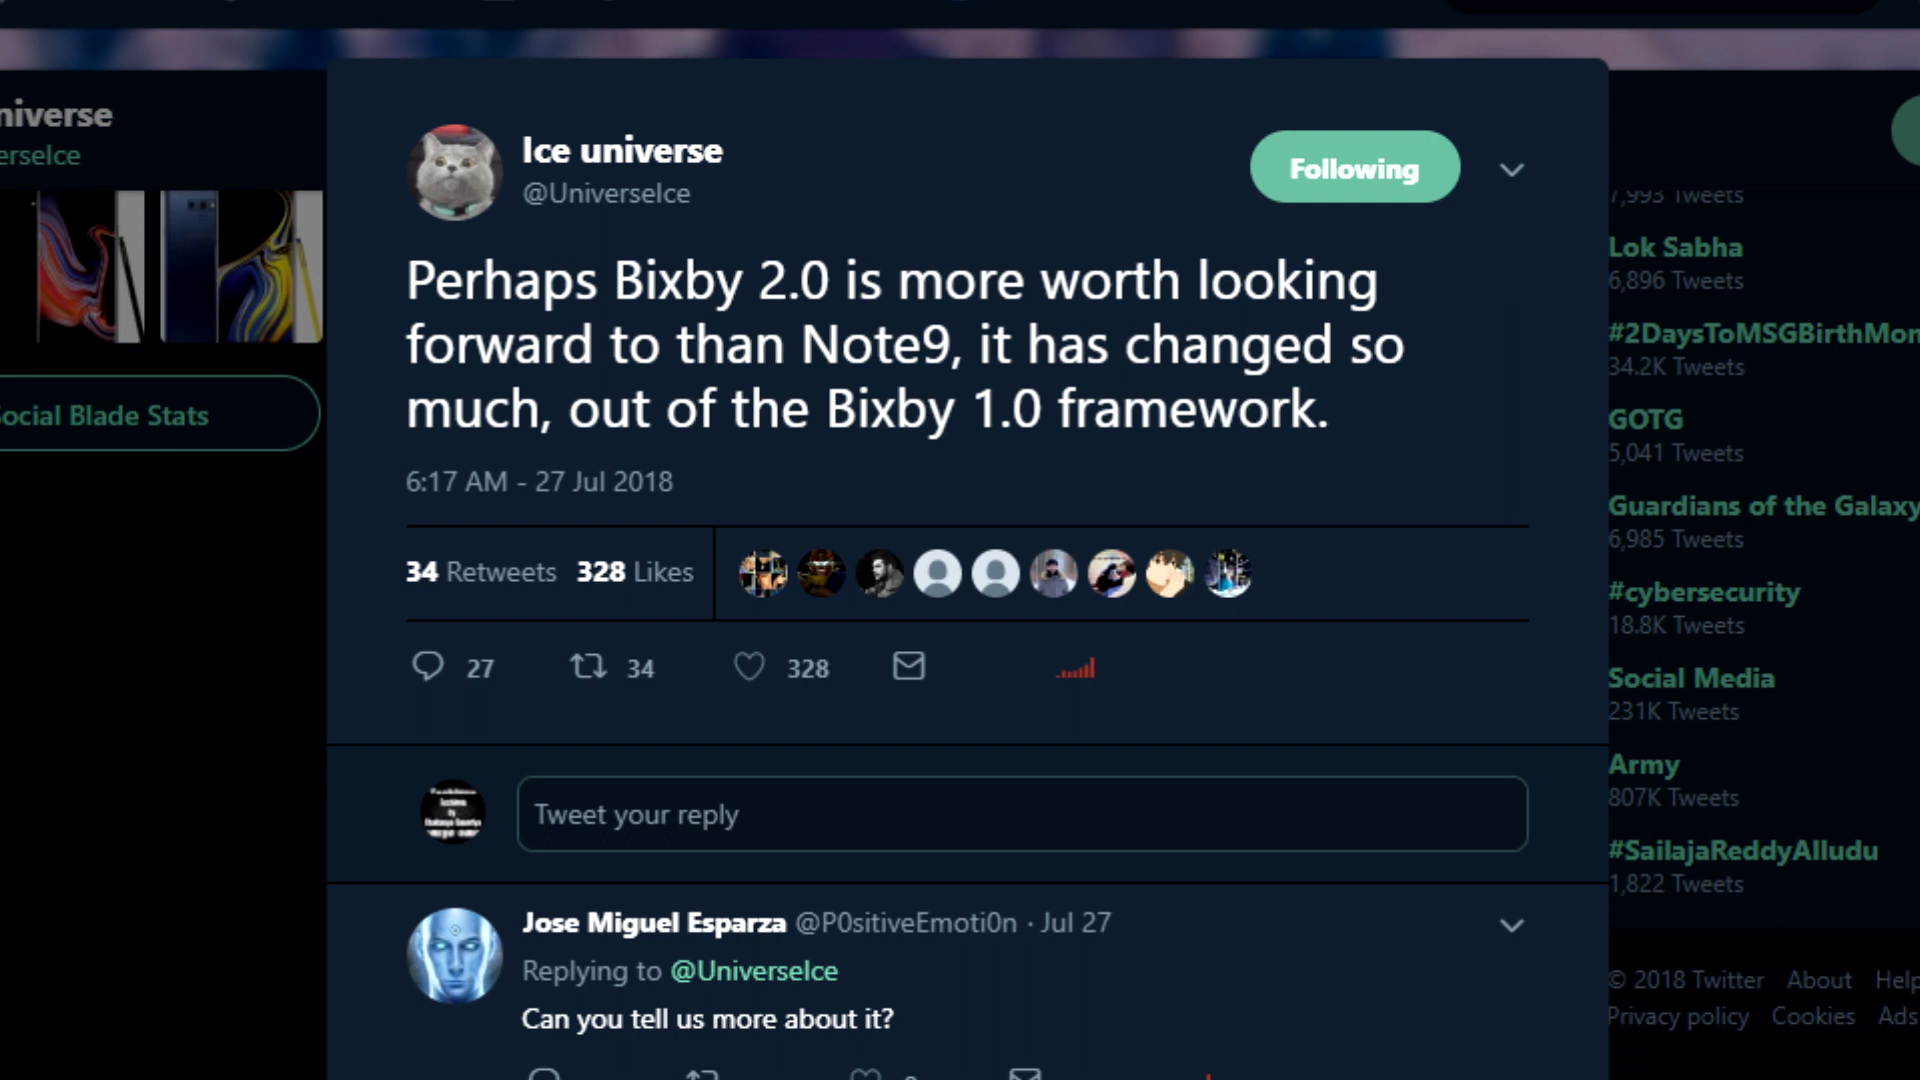 niverse
erseIce
Social Blade Stats
Ice universe
@UniverseIce
Following
Perhaps Bixby 2.0 is more worth looking
forward to than Note9, it has changed so
much, out of the Bixby 1.0 framework.
6:17 AM - 27 Jul 2018
34 Retweets 328 Likes
27 34 328
Tweet your reply
Jose Miguel Esparza @P0sitiveEmoti0n · Jul 27
Replying to @UniverseIce
Can you tell us more about it?
7,993 Tweets
Lok Sabha
6,896 Tweets
#2DaysToMSGBirthMon
34.2K Tweets
GOTG
5,041 Tweets
Guardians of the Galaxy
6,985 Tweets
#cybersecurity
18.8K Tweets
Social Media
231K Tweets
Army
807K Tweets
#SailajaReddyAlludu
1,822 Tweets
© 2018 Twitter About Help
Privacy policy Cookies Ads